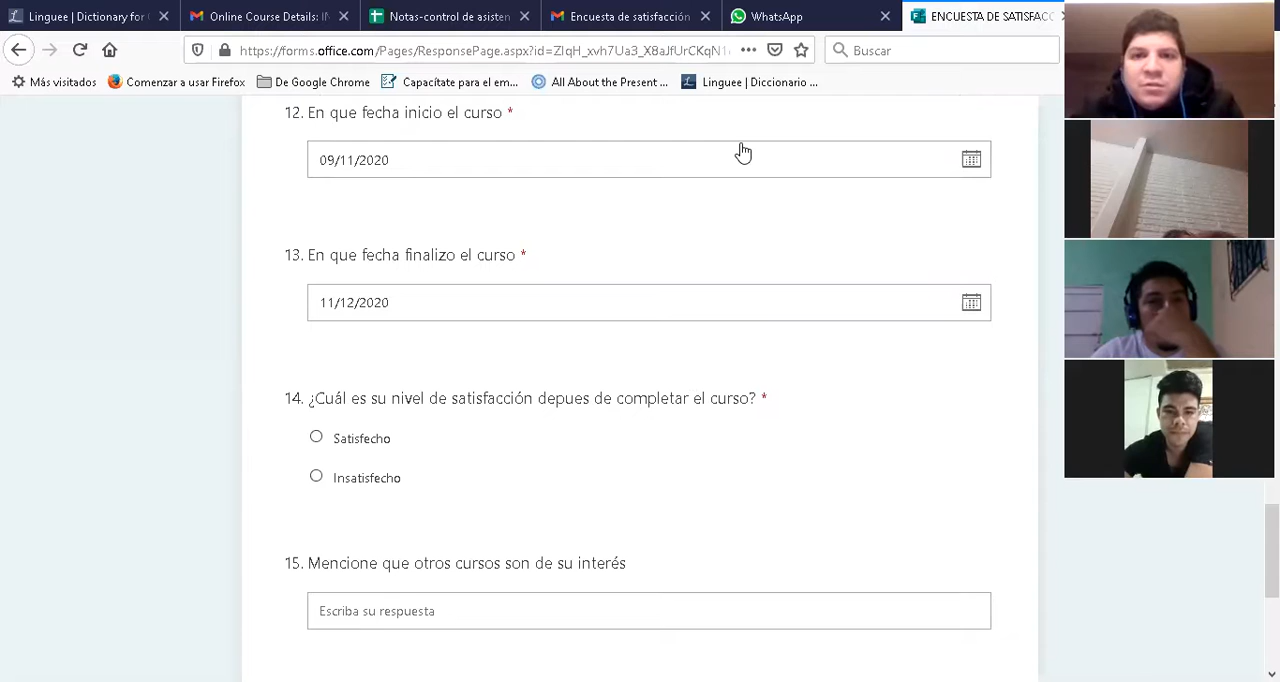 Linguee | Dictionary for
Online Course Details: IN
Notas-control de asisten
Encuesta de satisfacción
WhatsApp
ENCUESTA DE SATISFAC
https://forms.office.com/Pages/ResponsePage.aspx?id=
Buscar
Más visitados
Comenzar a usar Firefox
De Google Chrome
Capacítate para el em...
All About the Present ...
Linguee | Diccionario ...
12. En que fecha inicio el curso *
09/11/2020
13. En que fecha finalizo el curso *
11/12/2020
14. ¿Cuál es su nivel de satisfacción depues de completar el curso? *
Satisfecho
Insatisfecho
15. Mencione que otros cursos son de su interés
Escriba su respuesta